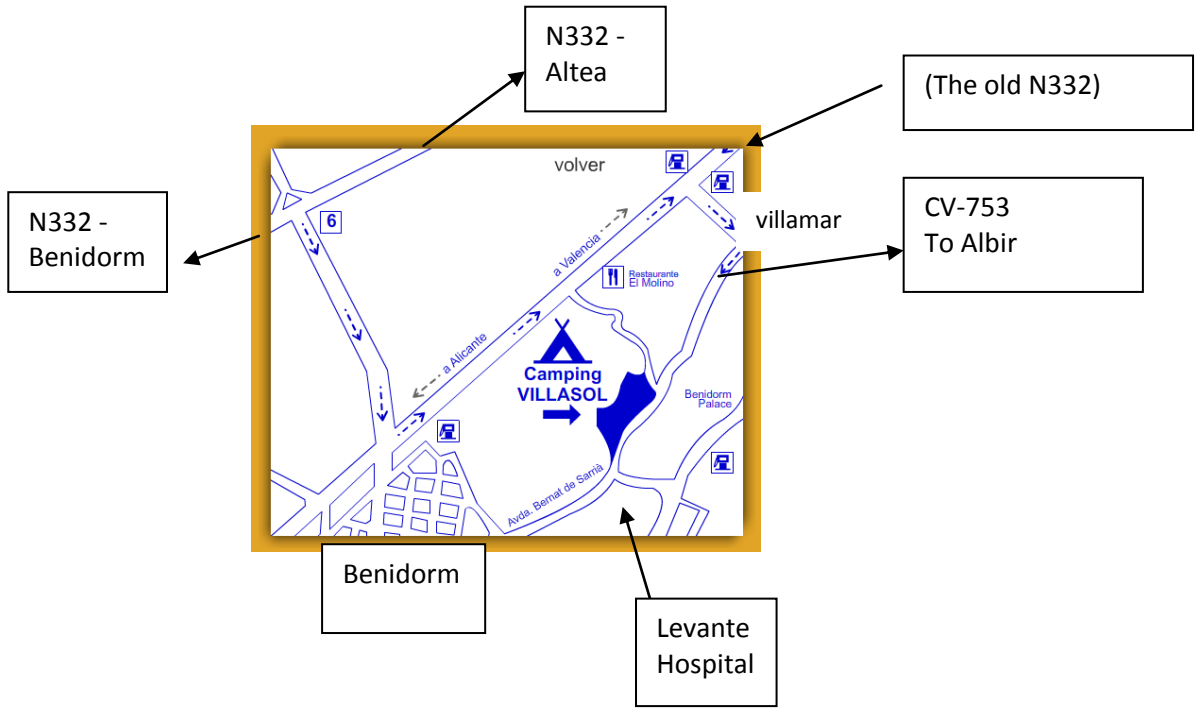 N332 -
Altea
(The old N332)
N332 -
Benidorm
CV-753
To Albir
volver
6
villamar
a Valencia
Restaurante
El Molino
a Alicante
Camping
VILLASOL
Benidorm
Palace
Avda. Bernat de Sarrià
Benidorm
Levante
Hospital